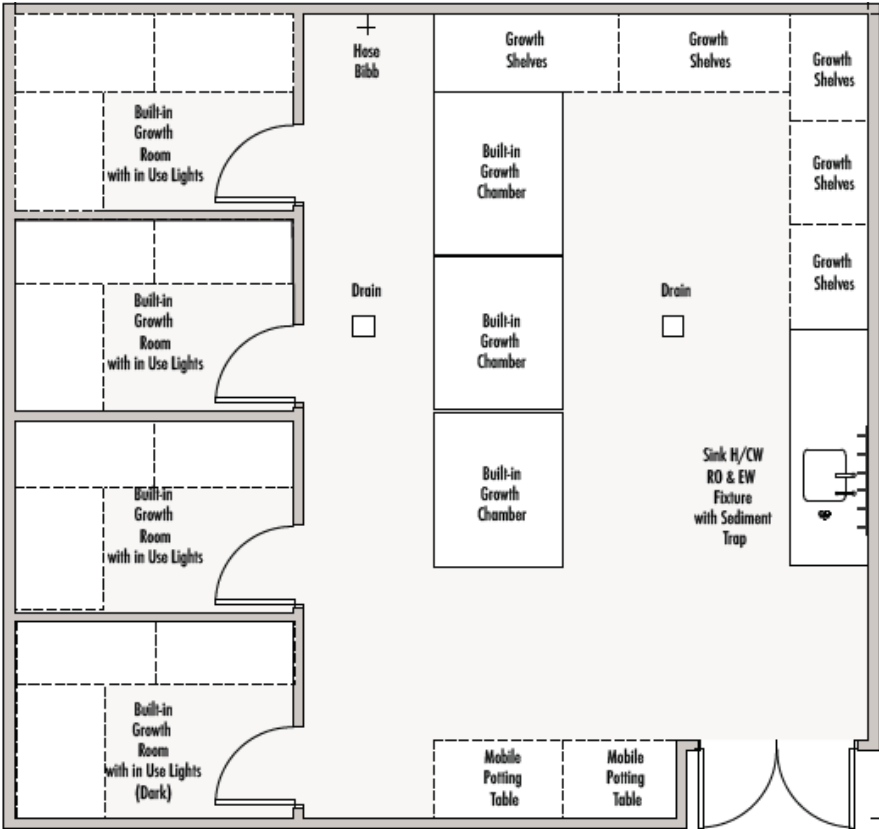 Hose
Bibb
Growth
Shelves
Growth
Shelves
Growth
Shelves
Built-in
Growth
Room
with in Use Lights
Built-in
Growth
Chamber
Growth
Shelves
Growth
Shelves
Built-in
Growth
Room
with in Use Lights
Drain
Built-in
Growth
Chamber
Drain
Built-in
Growth
Room
with in Use Lights
Built-in
Growth
Chamber
Sink H/CW
RO & EW
Fixture
with Sediment
Trap
Built-in
Growth
Room
with in Use Lights
(Dark)
Mobile
Potting
Table
Mobile
Potting
Table